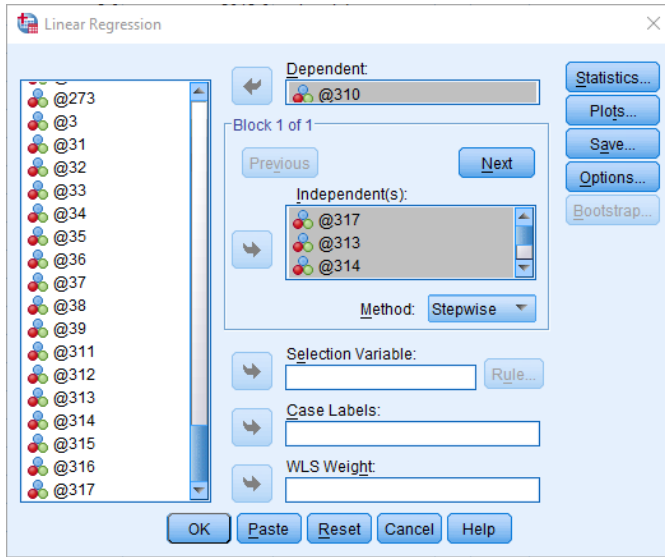 Linear Regression
@273
@3
@31
@32
@33
@34
@35
@36
@37
@38
@39
@311
@312
@313
@314
@315
@316
@317
Dependent:
@310
Block 1 of 1
Previous
Next
Independent(s):
@317
@313
@314
Method: Stepwise
Selection Variable:
Rule...
Case Labels:
WLS Weight:
Statistics...
Plots...
Save...
Options...
Bootstrap...
OK Paste Reset Cancel Help